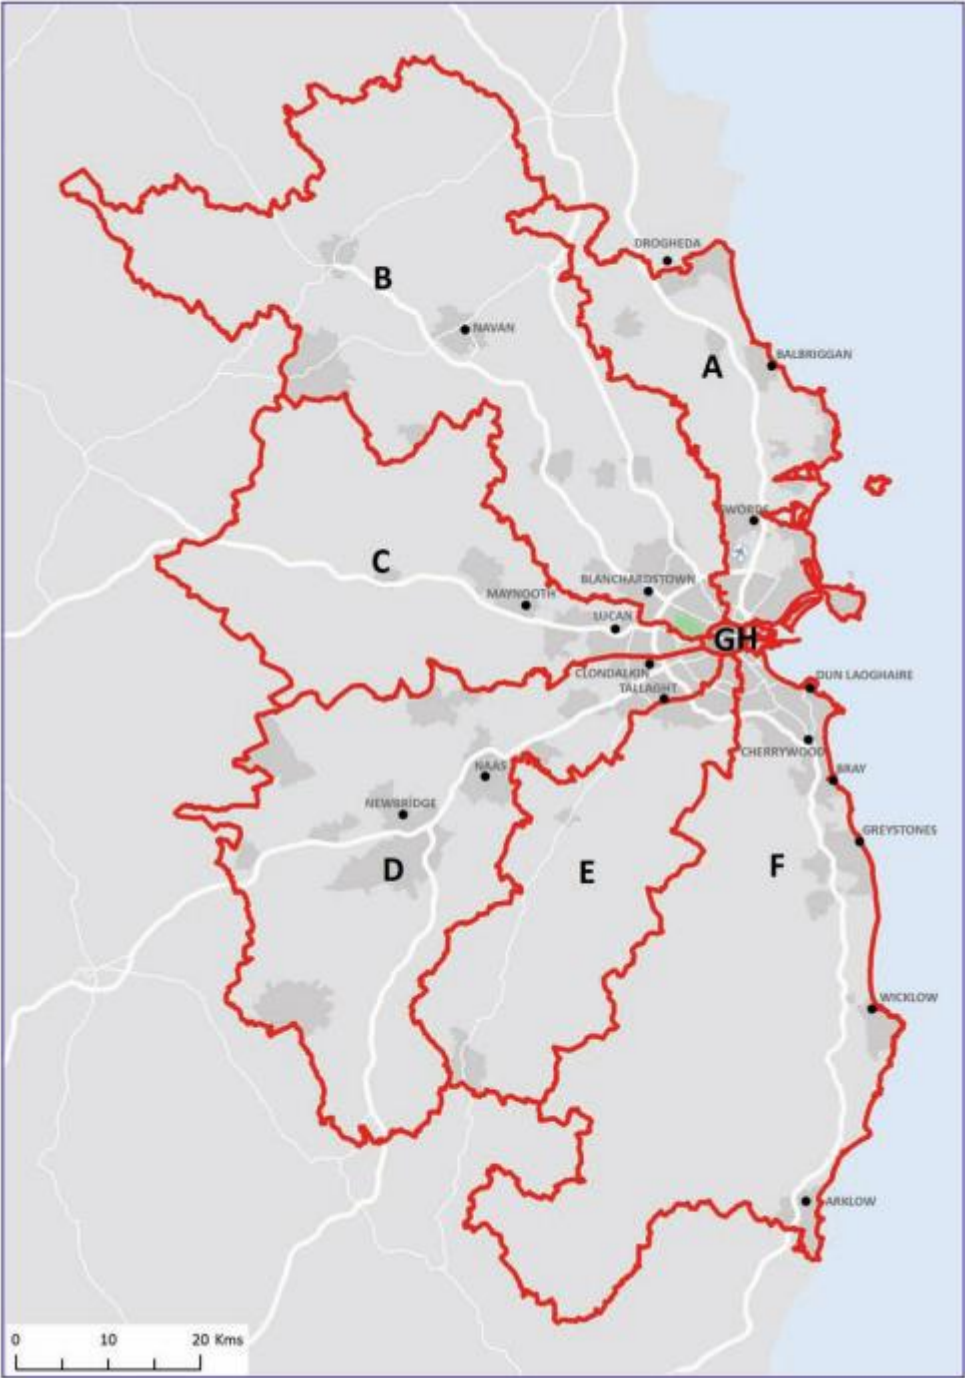 DROGHEDA
B
NAVAN
BALBRIGGAN
A
SWORDS
C
BLANCHARDSTOWN
MAYNOOTH
LUCAN
GH
CLONDALKIN
DUN LAOGHAIRE
TALLAGHT
CHERRYWOOD
NAAS
BRAY
NEWBRIDGE
GREYSTONES
D
E
F
WICKLOW
ARKLOW
0 10 20 Kms